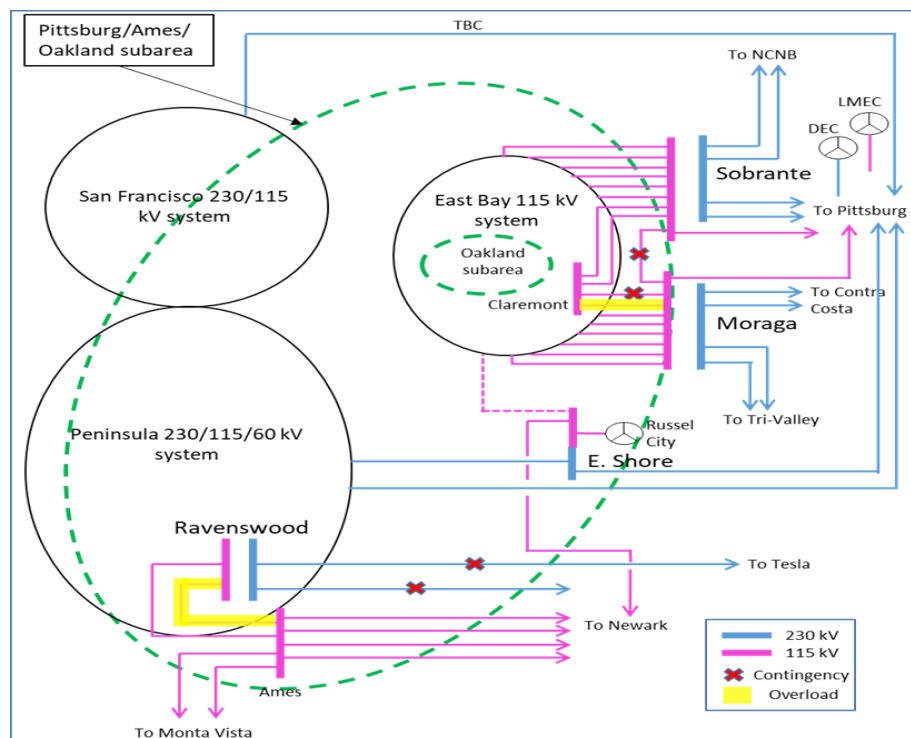 Pittsburg/Ames/
Oakland subarea
TBC
To NCNB
LMEC
DEC
San Francisco 230/115
kV system
East Bay 115 kV
system
Sobrante
To Pittsburg
Oakland
subarea
Claremont
To Contra
Costa
Moraga
To Tri-Valley
Peninsula 230/115/60 kV
system
Russel
City
E. Shore
Ravenswood
To Tesla
To Newark
230 kV
115 kV
Contingency
Overload
Ames
To Monta Vista